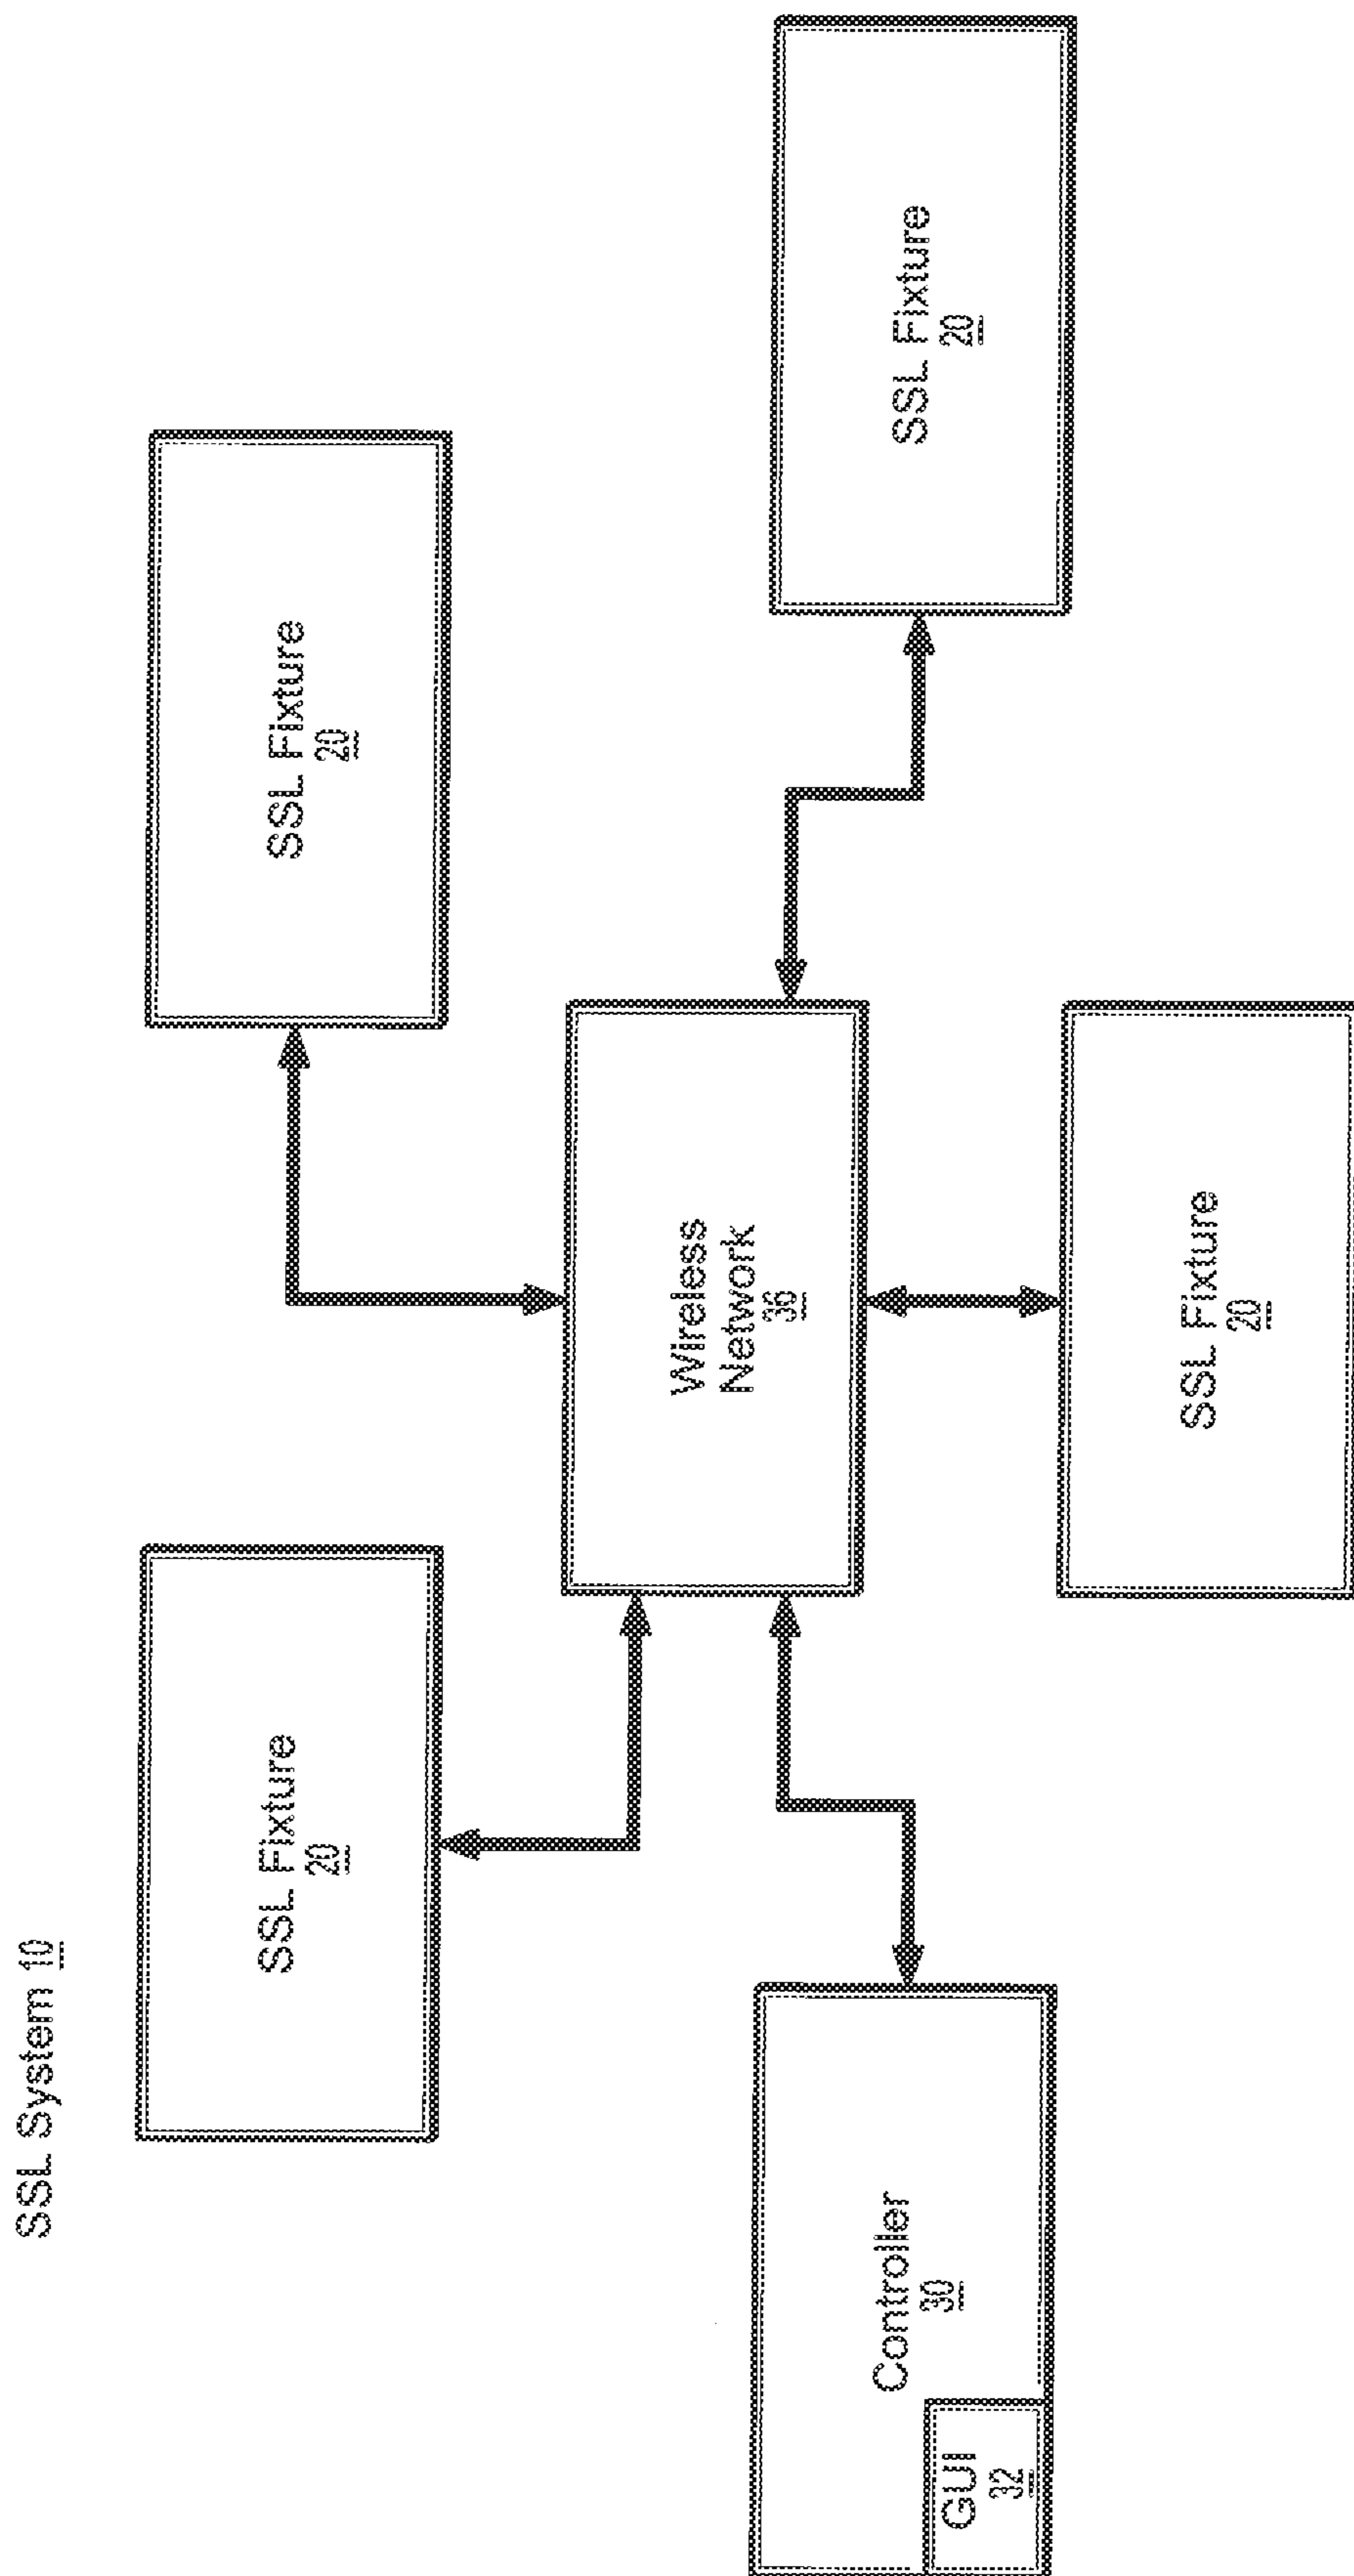 SSL System 10
SSL Fixture
20
SSL Fixture
20
Wireless
Network
36
Controller
30
GUI
32
SSL Fixture
20
SSL Fixture
20